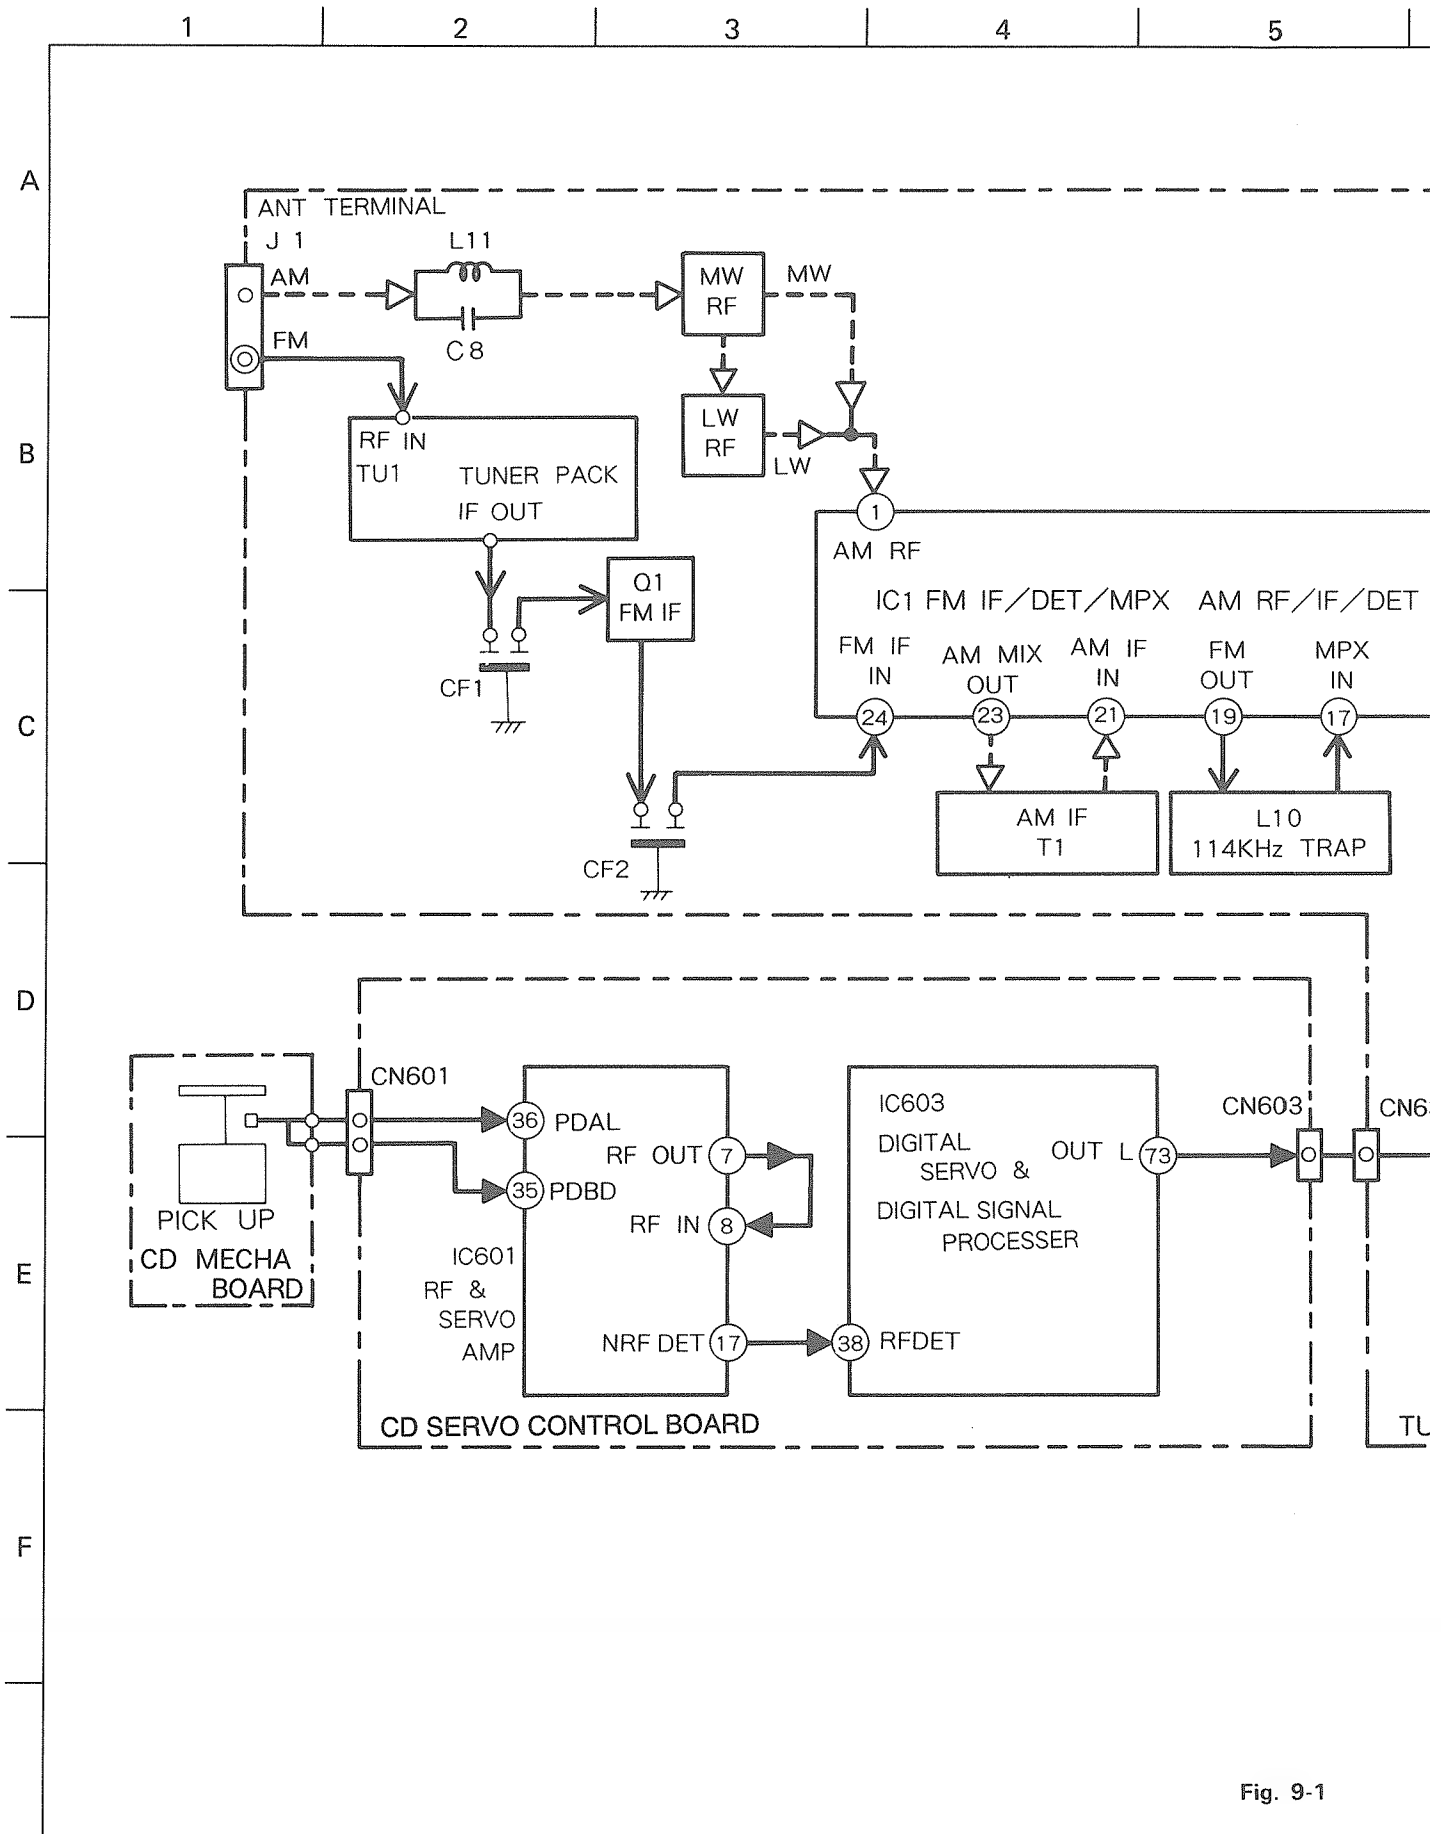 1 2 3 4 5
A
ANT TERMINAL
J 1
L11
AM
MW
RF
MW
FM
C8
LW
RF
LW
B
RF IN
TU1
TUNER PACK
IF OUT
1
AM RF
Q1
FM IF
IC1 FM IF/DET/MPX AM RF/IF/DET
FM IF
IN
AM MIX
OUT
AM IF
IN
FM
OUT
MPX
IN
CF1
C
24
23
21
19
17
AM IF
T1
L10
114KHz TRAP
CF2
D
CN601
36
PDAL
IC603
CN603
CN63
RF OUT
7
DIGITAL
SERVO &
OUT L
73
35
PDBD
DIGITAL SIGNAL
PROCESSER
RF IN
8
PICK UP
CD MECHA
BOARD
E
IC601
RF &
SERVO
AMP
NRF DET
17
38
RFDET
CD SERVO CONTROL BOARD
TU
F
Fig. 9-1